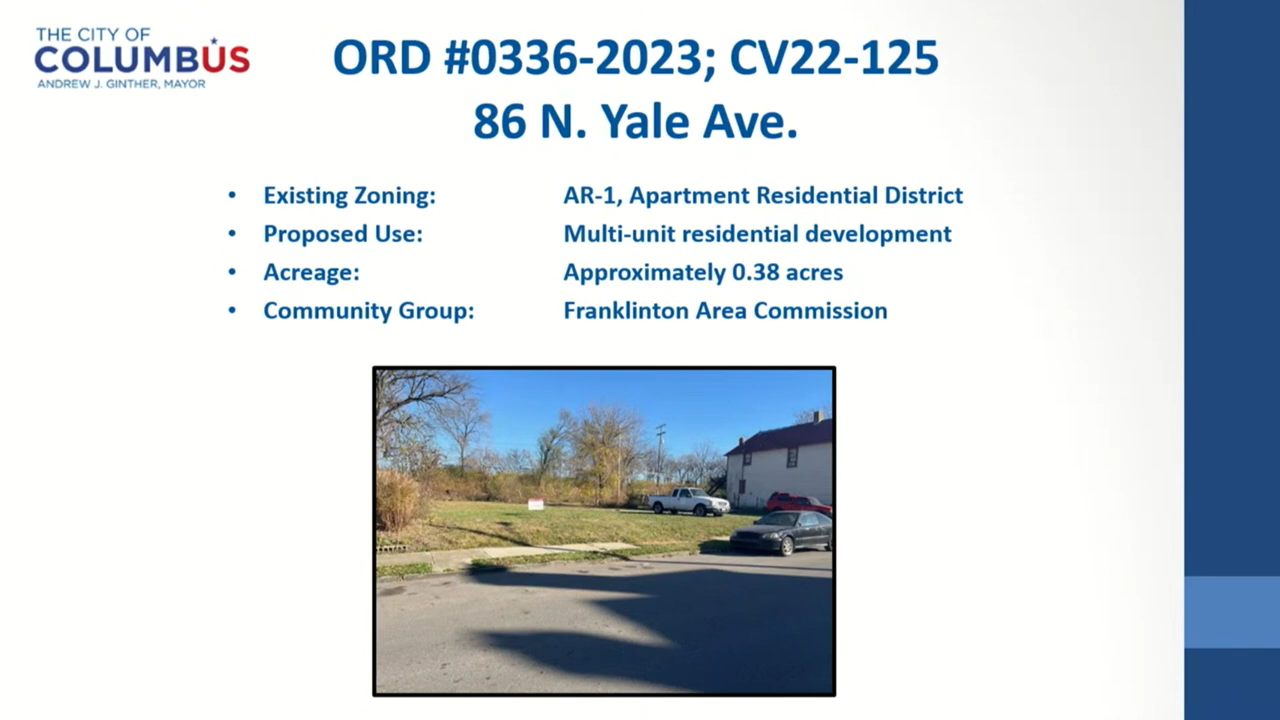 THE CITY OF
COLUMBUS
ANDREW J. GINTHER, MAYOR
ORD #0336-2023; CV22-125
86 N. Yale Ave.
• Existing Zoning: AR-1, Apartment Residential District
• Proposed Use: Multi-unit residential development
• Acreage: Approximately 0.38 acres
• Community Group: Franklinton Area Commission